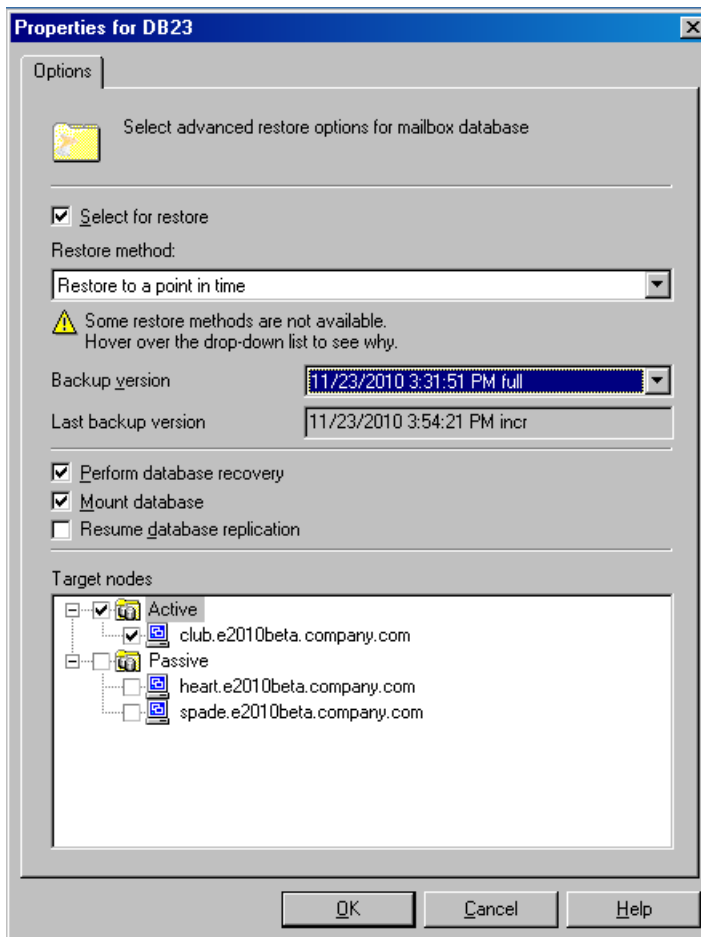 Properties for DB23
Options
Select advanced restore options for mailbox database
Select for restore
Restore method:
Restore to a point in time
Some restore methods are not available.
Hover over the drop-down list to see why.
Backup version
11/23/2010 3:31:51 PM full
Last backup version
11/23/2010 3:54:21 PM incr
Perform database recovery
Mount database
Resume database replication
Target nodes
Active
club.e2010beta.company.com
Passive
heart.e2010beta.company.com
spade.e2010beta.company.com
OK Cancel Help